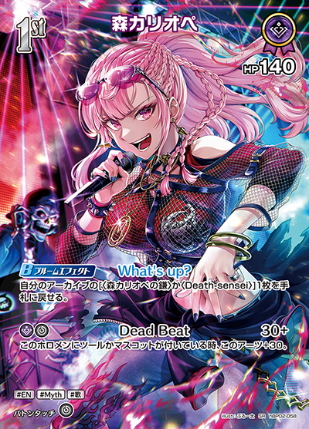 1st
森カリオペ
HP140
Bブルームエフェクト What's up?
自分のアーカイブの[〈森カリオペの鎌〉か〈Death-sensei〉]1枚を手
札に戻せる。
Dead Beat 30+
このホロメンにツールかマスコットが付いている時、このアーツ+30。
#EN #Myth #歌
バトンタッチ